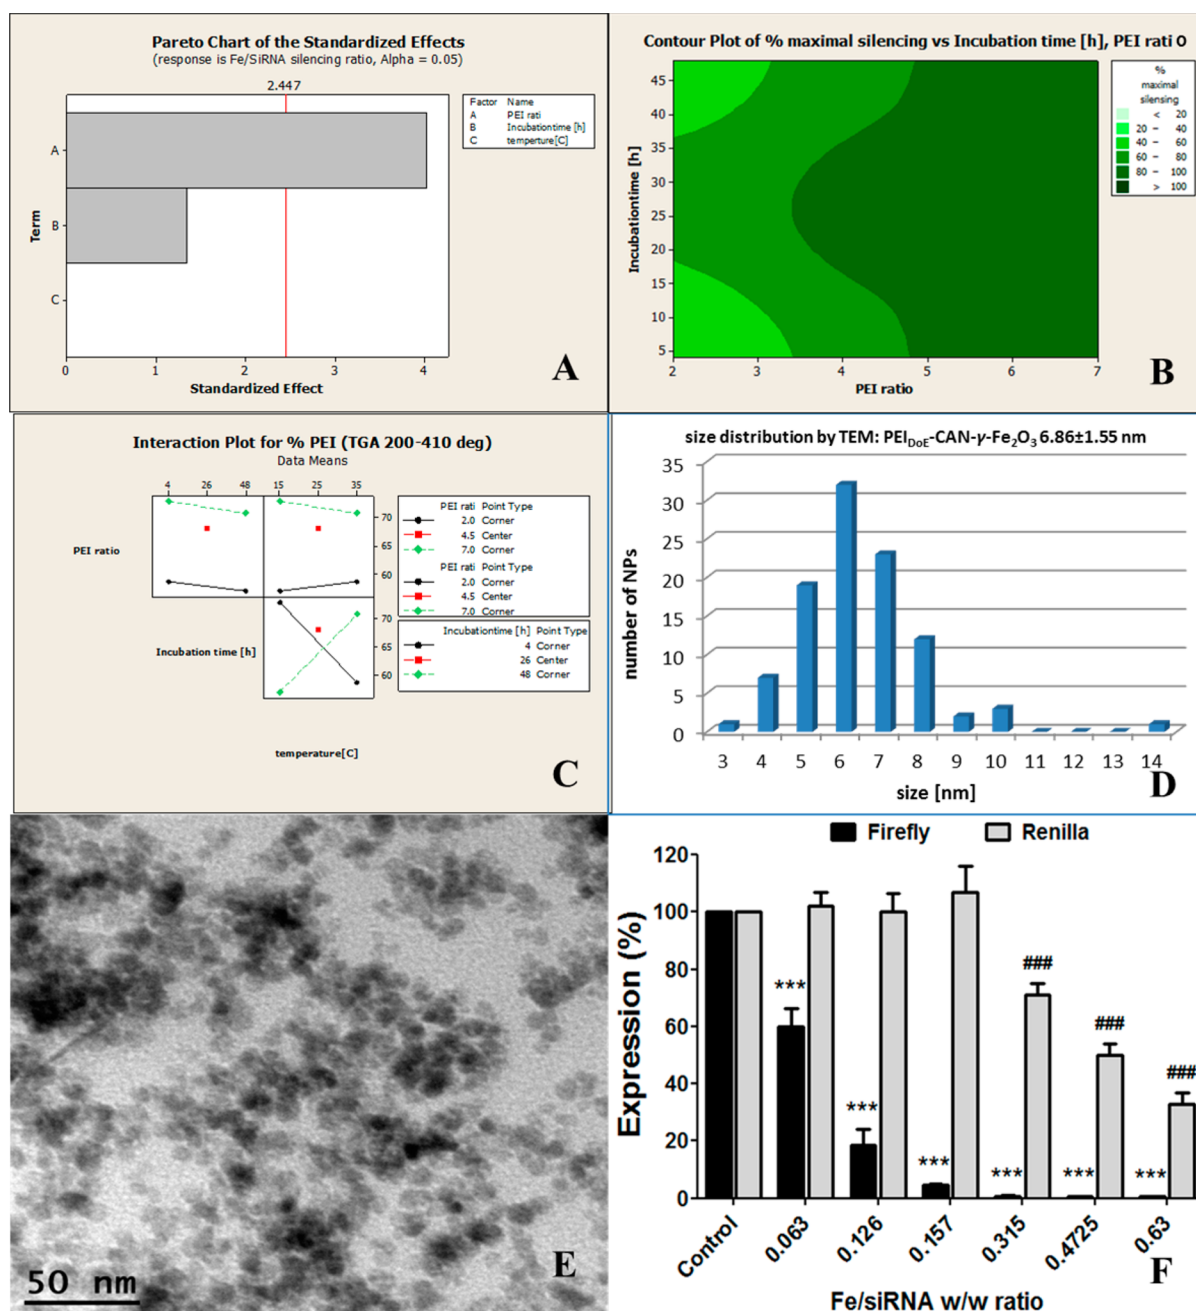 Pareto Chart of the Standardized Effects
(response is Fe/SiRNA silencing ratio, Alpha = 0.05)
2.447
Factor Name
A PEI rati
B Incubationtime [h]
C temperture[C]
Term
A
B
C
0 1 2 3 4
Standardized Effect
A
Contour Plot of % maximal silencing vs Incubation time [h], PEI rati O
Incubationtime [h]
45
40
35
30
25
20
15
10
5
2 3 4 5 6 7
PEI ratio
%
maximal
silensing
< 20
20 – 40
40 – 60
60 – 80
80 – 100
> 100
B
Interaction Plot for % PEI (TGA 200-410 deg)
Data Means
4 26 48 15 25 35
PEI ratio
70
65
60
Incubation time [h]
70
65
60
temperature[C]
PEI rati Point Type
2.0 Corner
4.5 Center
7.0 Corner
PEI rati Point Type
2.0 Corner
4.5 Center
7.0 Corner
Incubationtime [h] Point Type
4 Corner
26 Center
48 Corner
C
size distribution by TEM: PEI_DoE-CAN-γ-Fe₂O₃ 6.86±1.55 nm
number of NPs
35
30
25
20
15
10
5
0
3 4 5 6 7 8 9 10 11 12 13 14
size [nm]
D
50 nm
E
Firefly Renilla
Expression (%)
120
100
80
60
40
20
0
***
***
***
***
***
***
###
###
###
Control 0.063 0.126 0.157 0.315 0.4725 0.63
Fe/siRNA w/w ratio
F